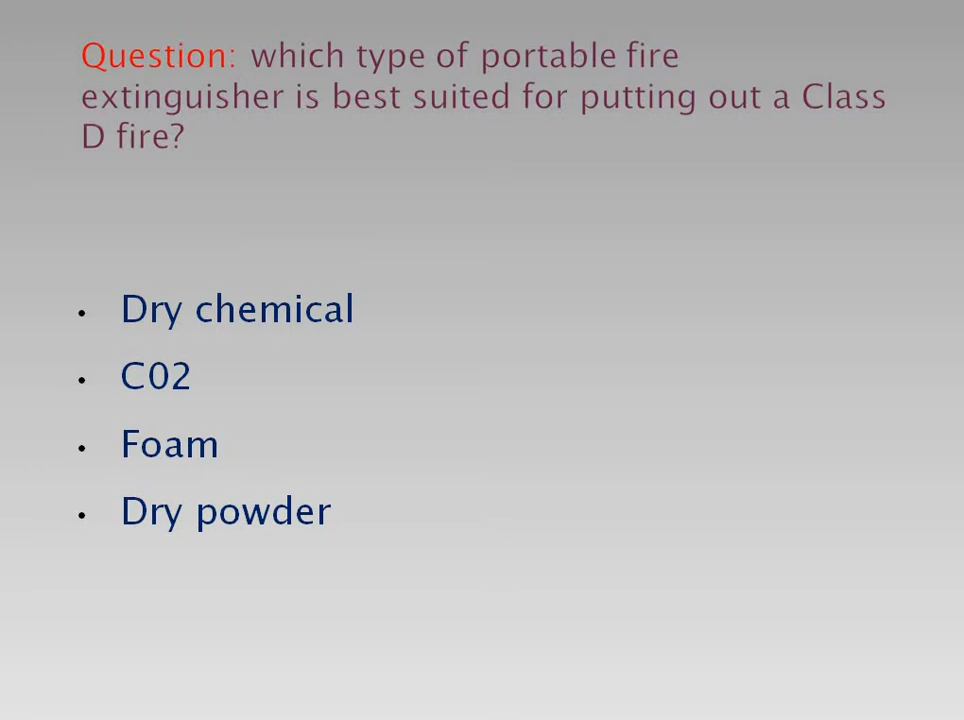 Question: which type of portable fire
extinguisher is best suited for putting out a Class
D fire?
• Dry chemical
• C02
• Foam
• Dry powder